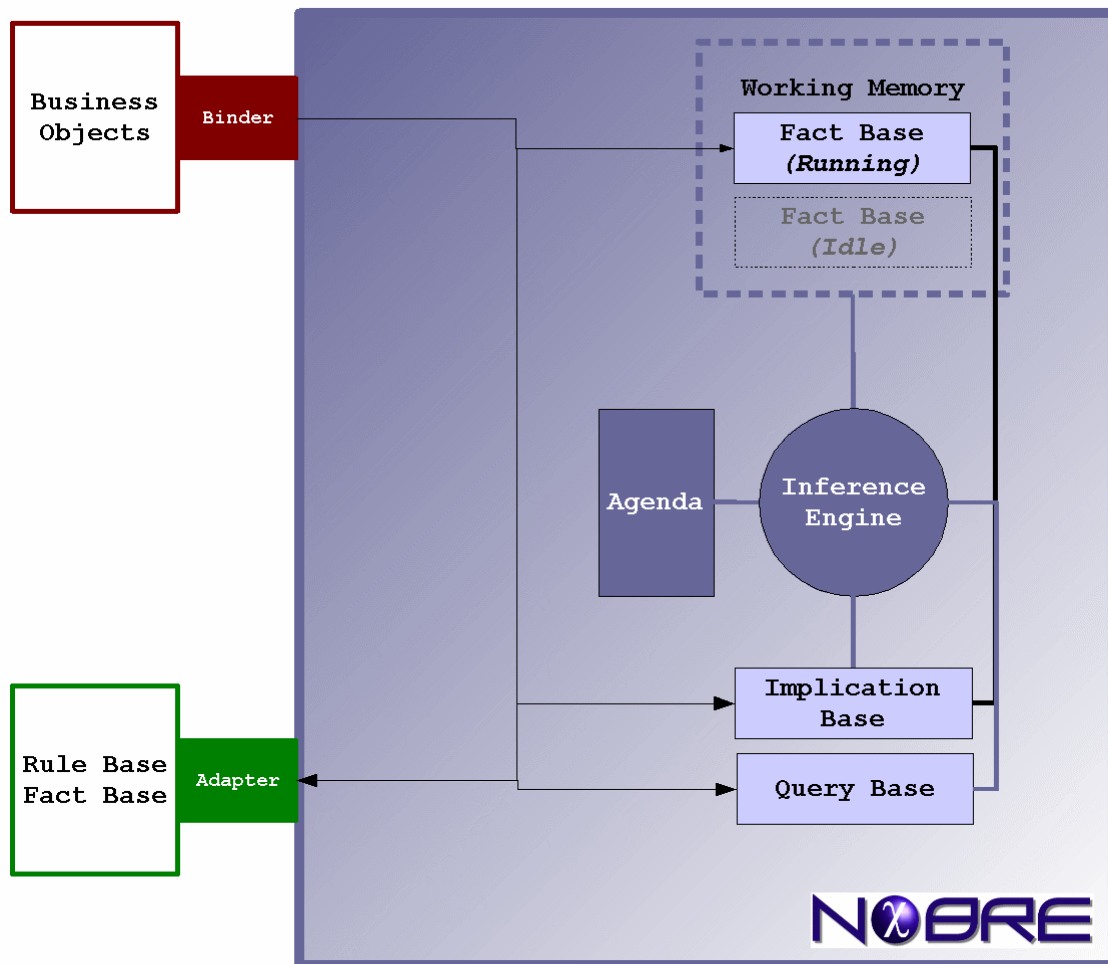 Business
Objects
Binder
Working Memory
Fact Base
(Running)
Fact Base
(Idle)
Agenda
Inference
Engine
Implication
Base
Rule Base
Fact Base
Adapter
Query Base
NxBRE